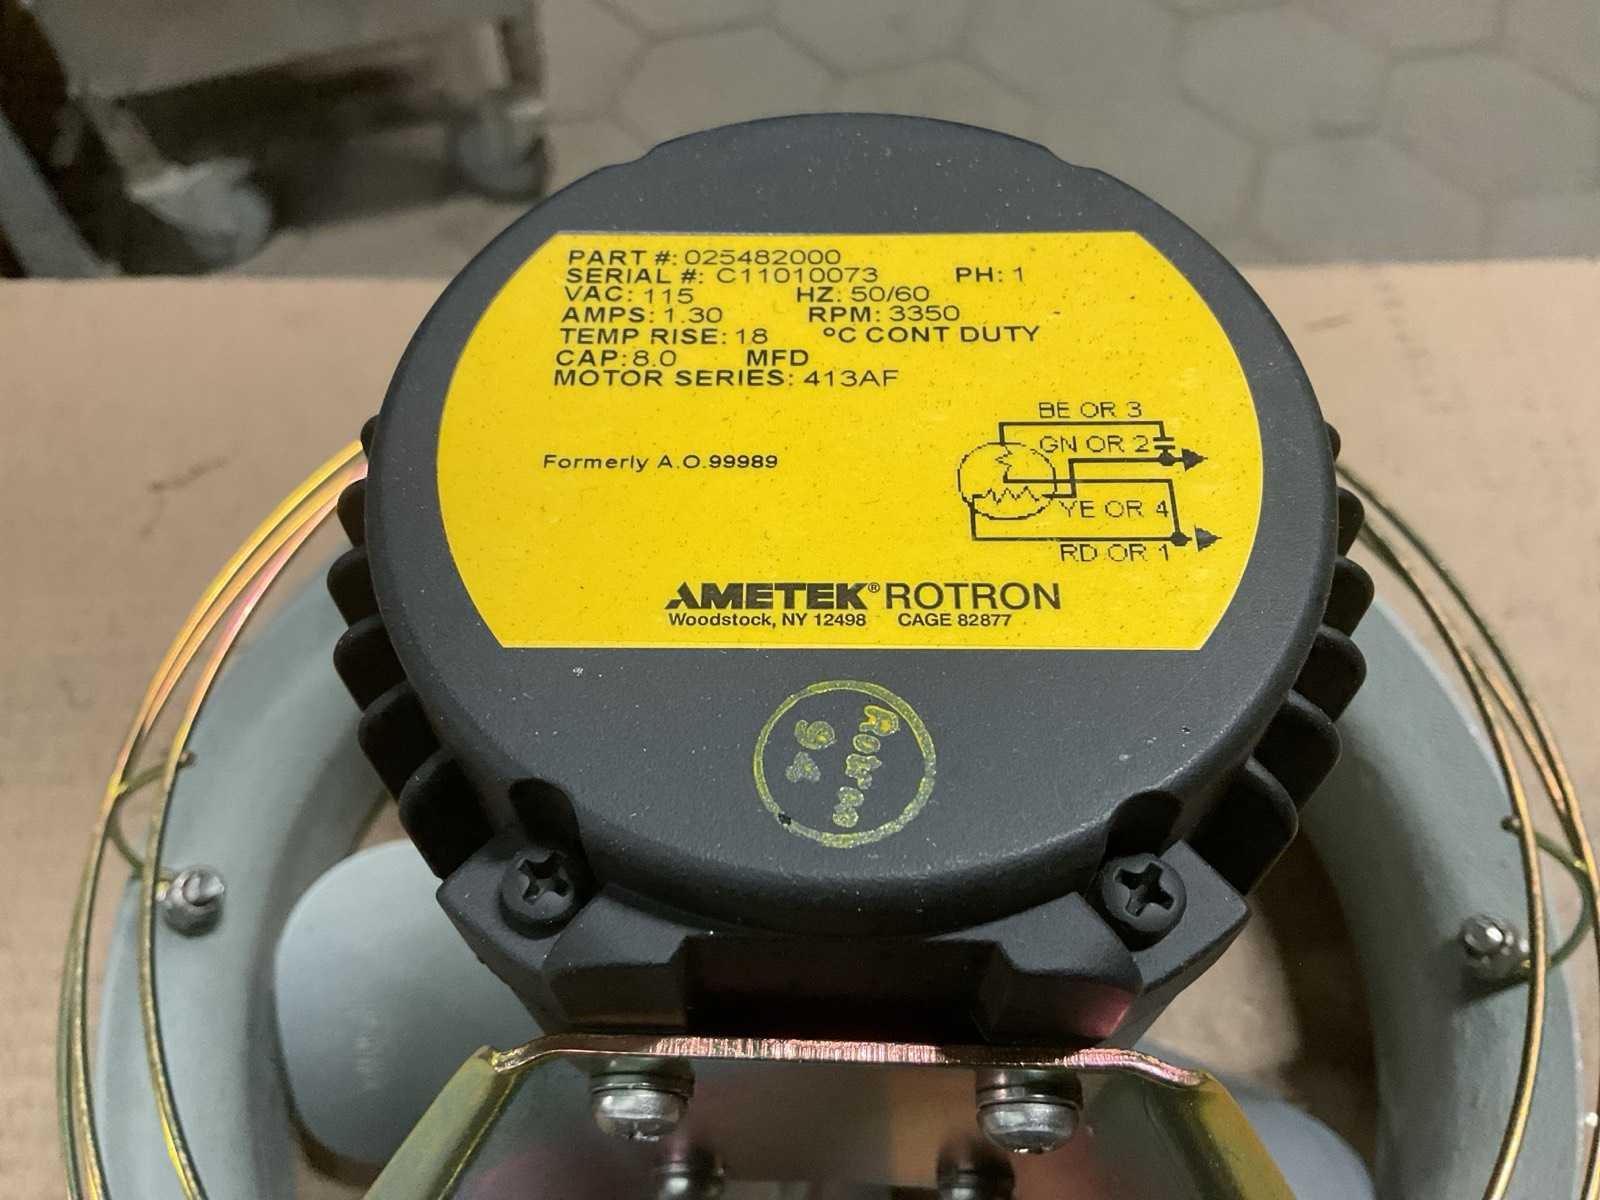 PART #: 025482000
SERIAL #: C11010073 PH: 1
VAC: 115 HZ: 50/60
AMPS: 1.30 RPM: 3350
TEMP RISE: 18 °C CONT DUTY
CAP: 8.0 MFD
MOTOR SERIES: 413AF
BE OR 3
GN OR 2
Formerly A.O.99989
YE OR 4
RD OR 1
AMETEK® ROTRON
Woodstock, NY 12498 CAGE 82877